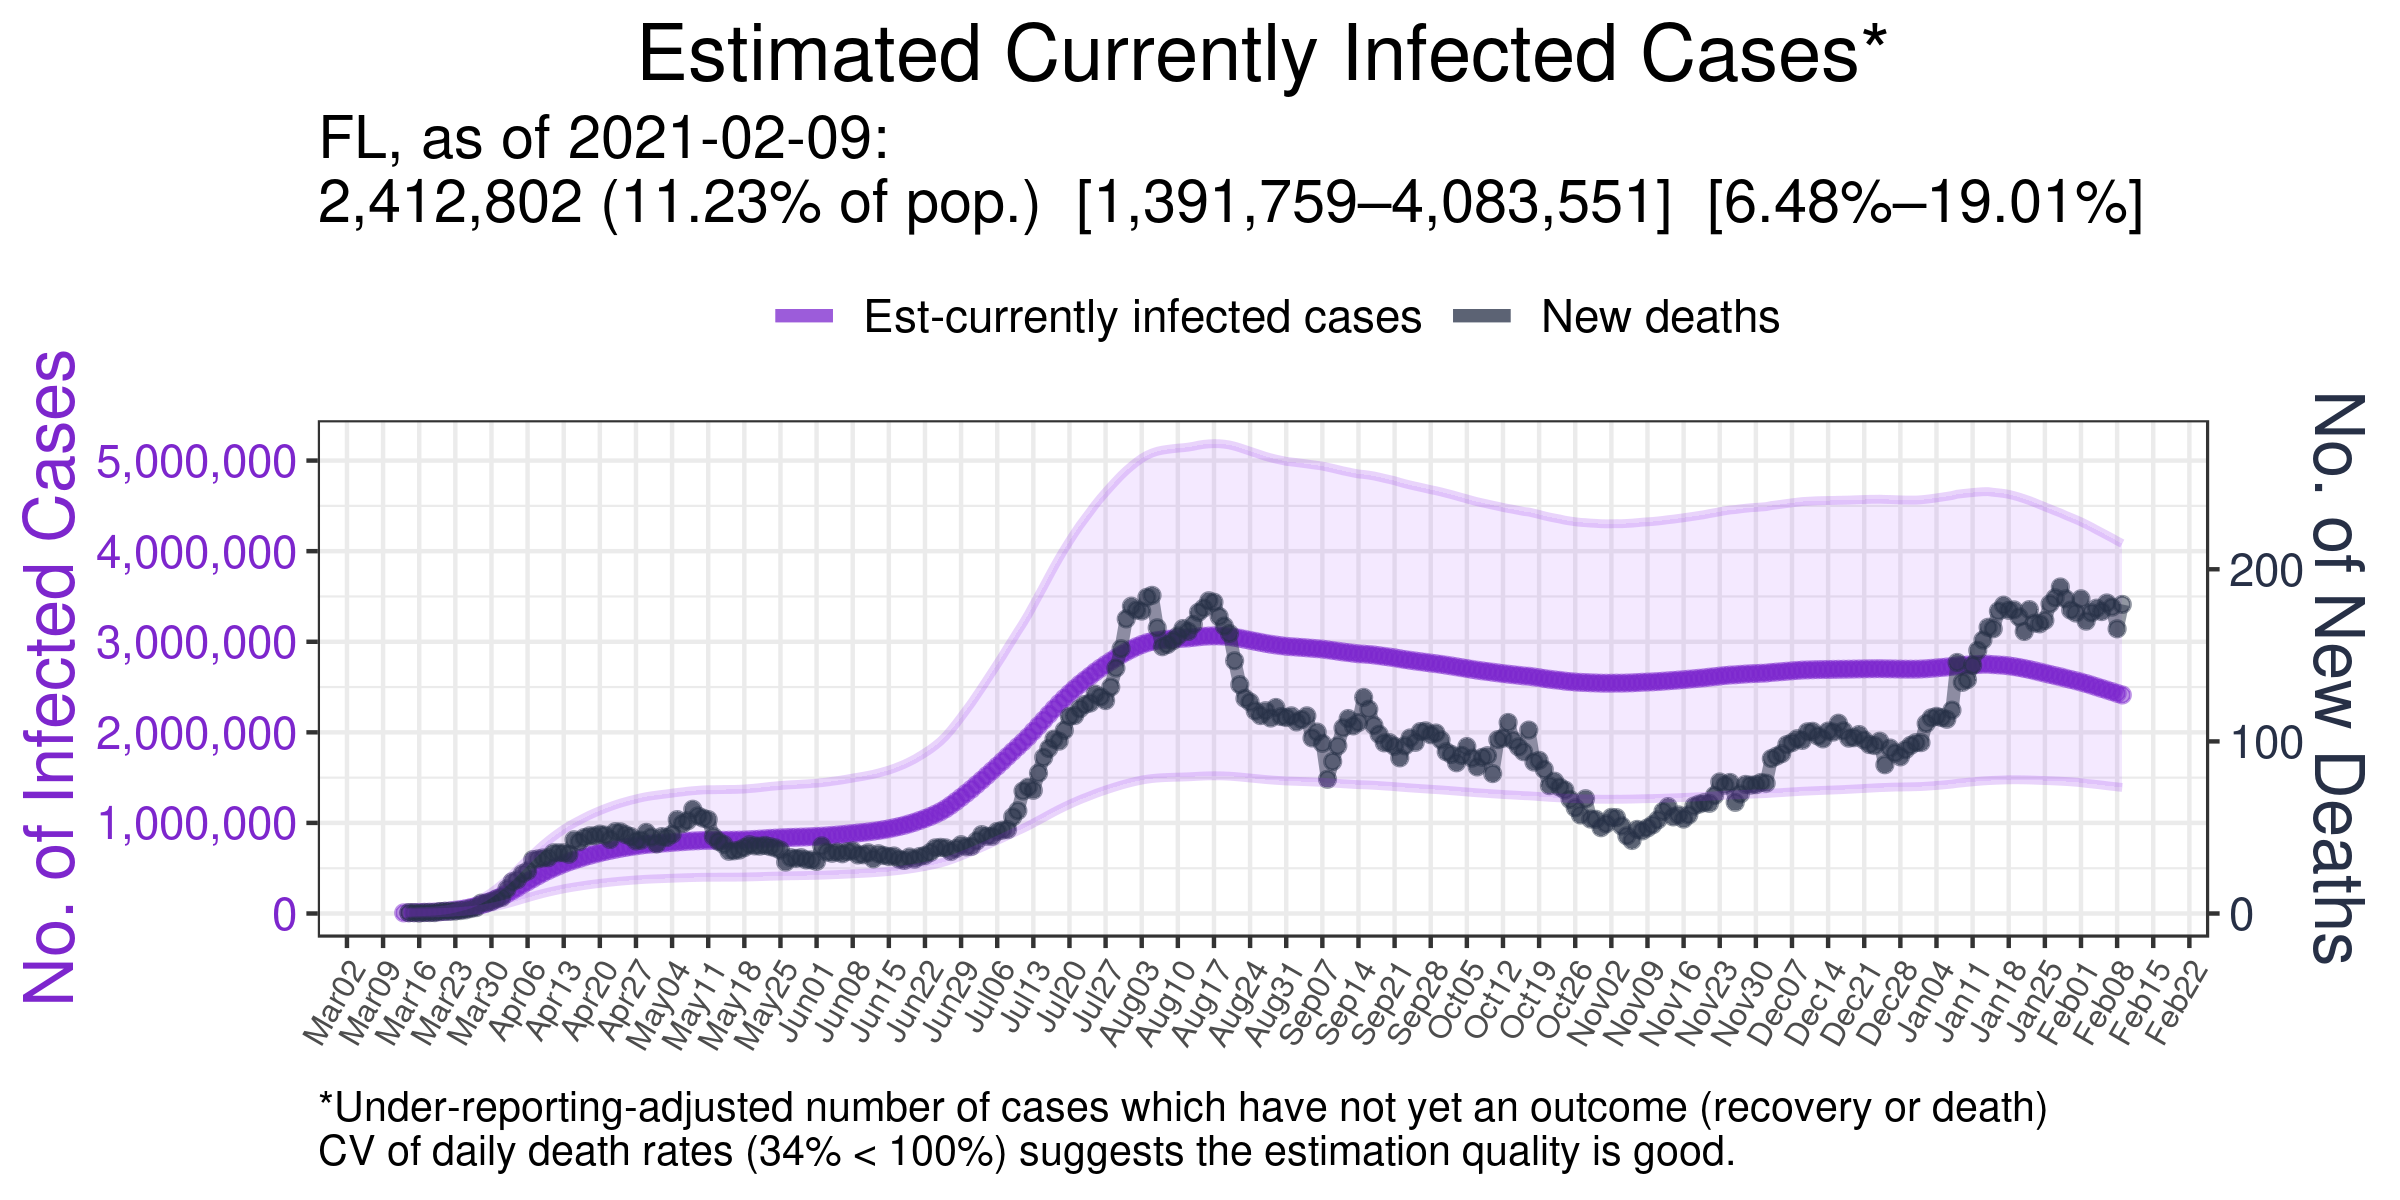 Estimated Currently Infected Cases*
FL, as of 2021-02-09:
2,412,802 (11.23% of pop.) [1,391,759–4,083,551] [6.48%–19.01%]
Est-currently infected cases
New deaths
No. of Infected Cases
5,000,000
4,000,000
3,000,000
2,000,000
1,000,000
0
200
100
0
No. of New Deaths
Mar02
Mar09
Mar16
Mar23
Mar30
Apr06
Apr13
Apr20
Apr27
May04
May11
May18
May25
Jun01
Jun08
Jun15
Jun22
Jun29
Jul06
Jul13
Jul20
Jul27
Aug03
Aug10
Aug17
Aug24
Aug31
Sep07
Sep14
Sep21
Sep28
Oct05
Oct12
Oct19
Oct26
Nov02
Nov09
Nov16
Nov23
Nov30
Dec07
Dec14
Dec21
Dec28
Jan04
Jan11
Jan18
Jan25
Feb01
Feb08
Feb15
Feb22
*Under-reporting-adjusted number of cases which have not yet an outcome (recovery or death)
CV of daily death rates (34% < 100%) suggests the estimation quality is good.